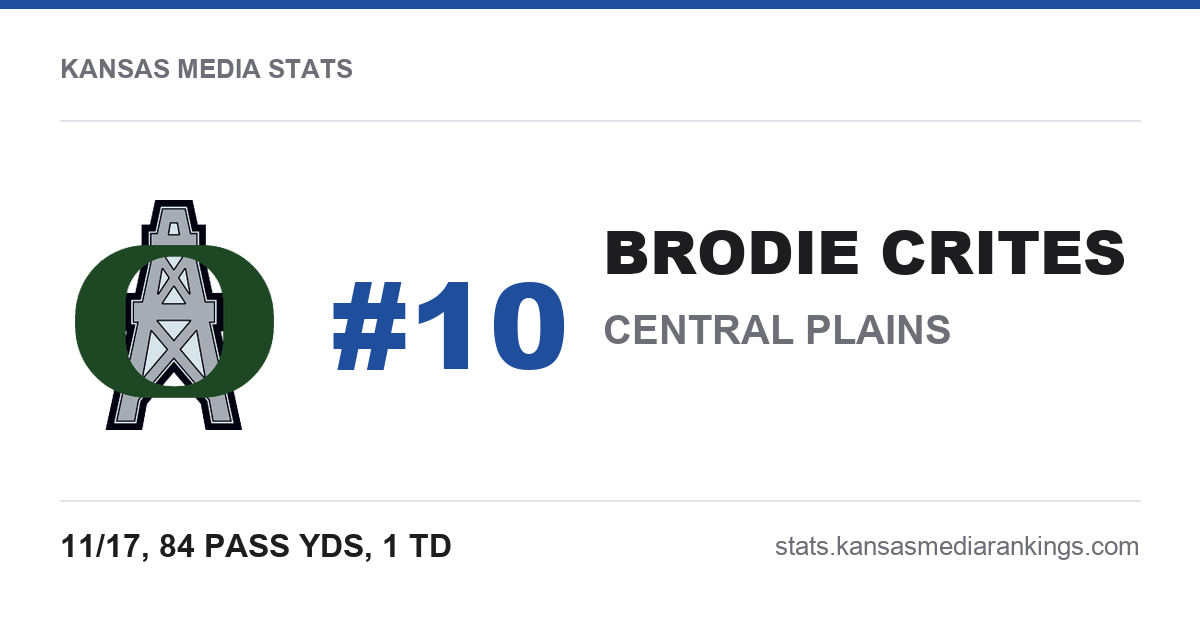 KANSAS MEDIA STATS
O
#10
BRODIE CRITES
CENTRAL PLAINS
11/17, 84 PASS YDS, 1 TD
stats.kansasmediarankings.com